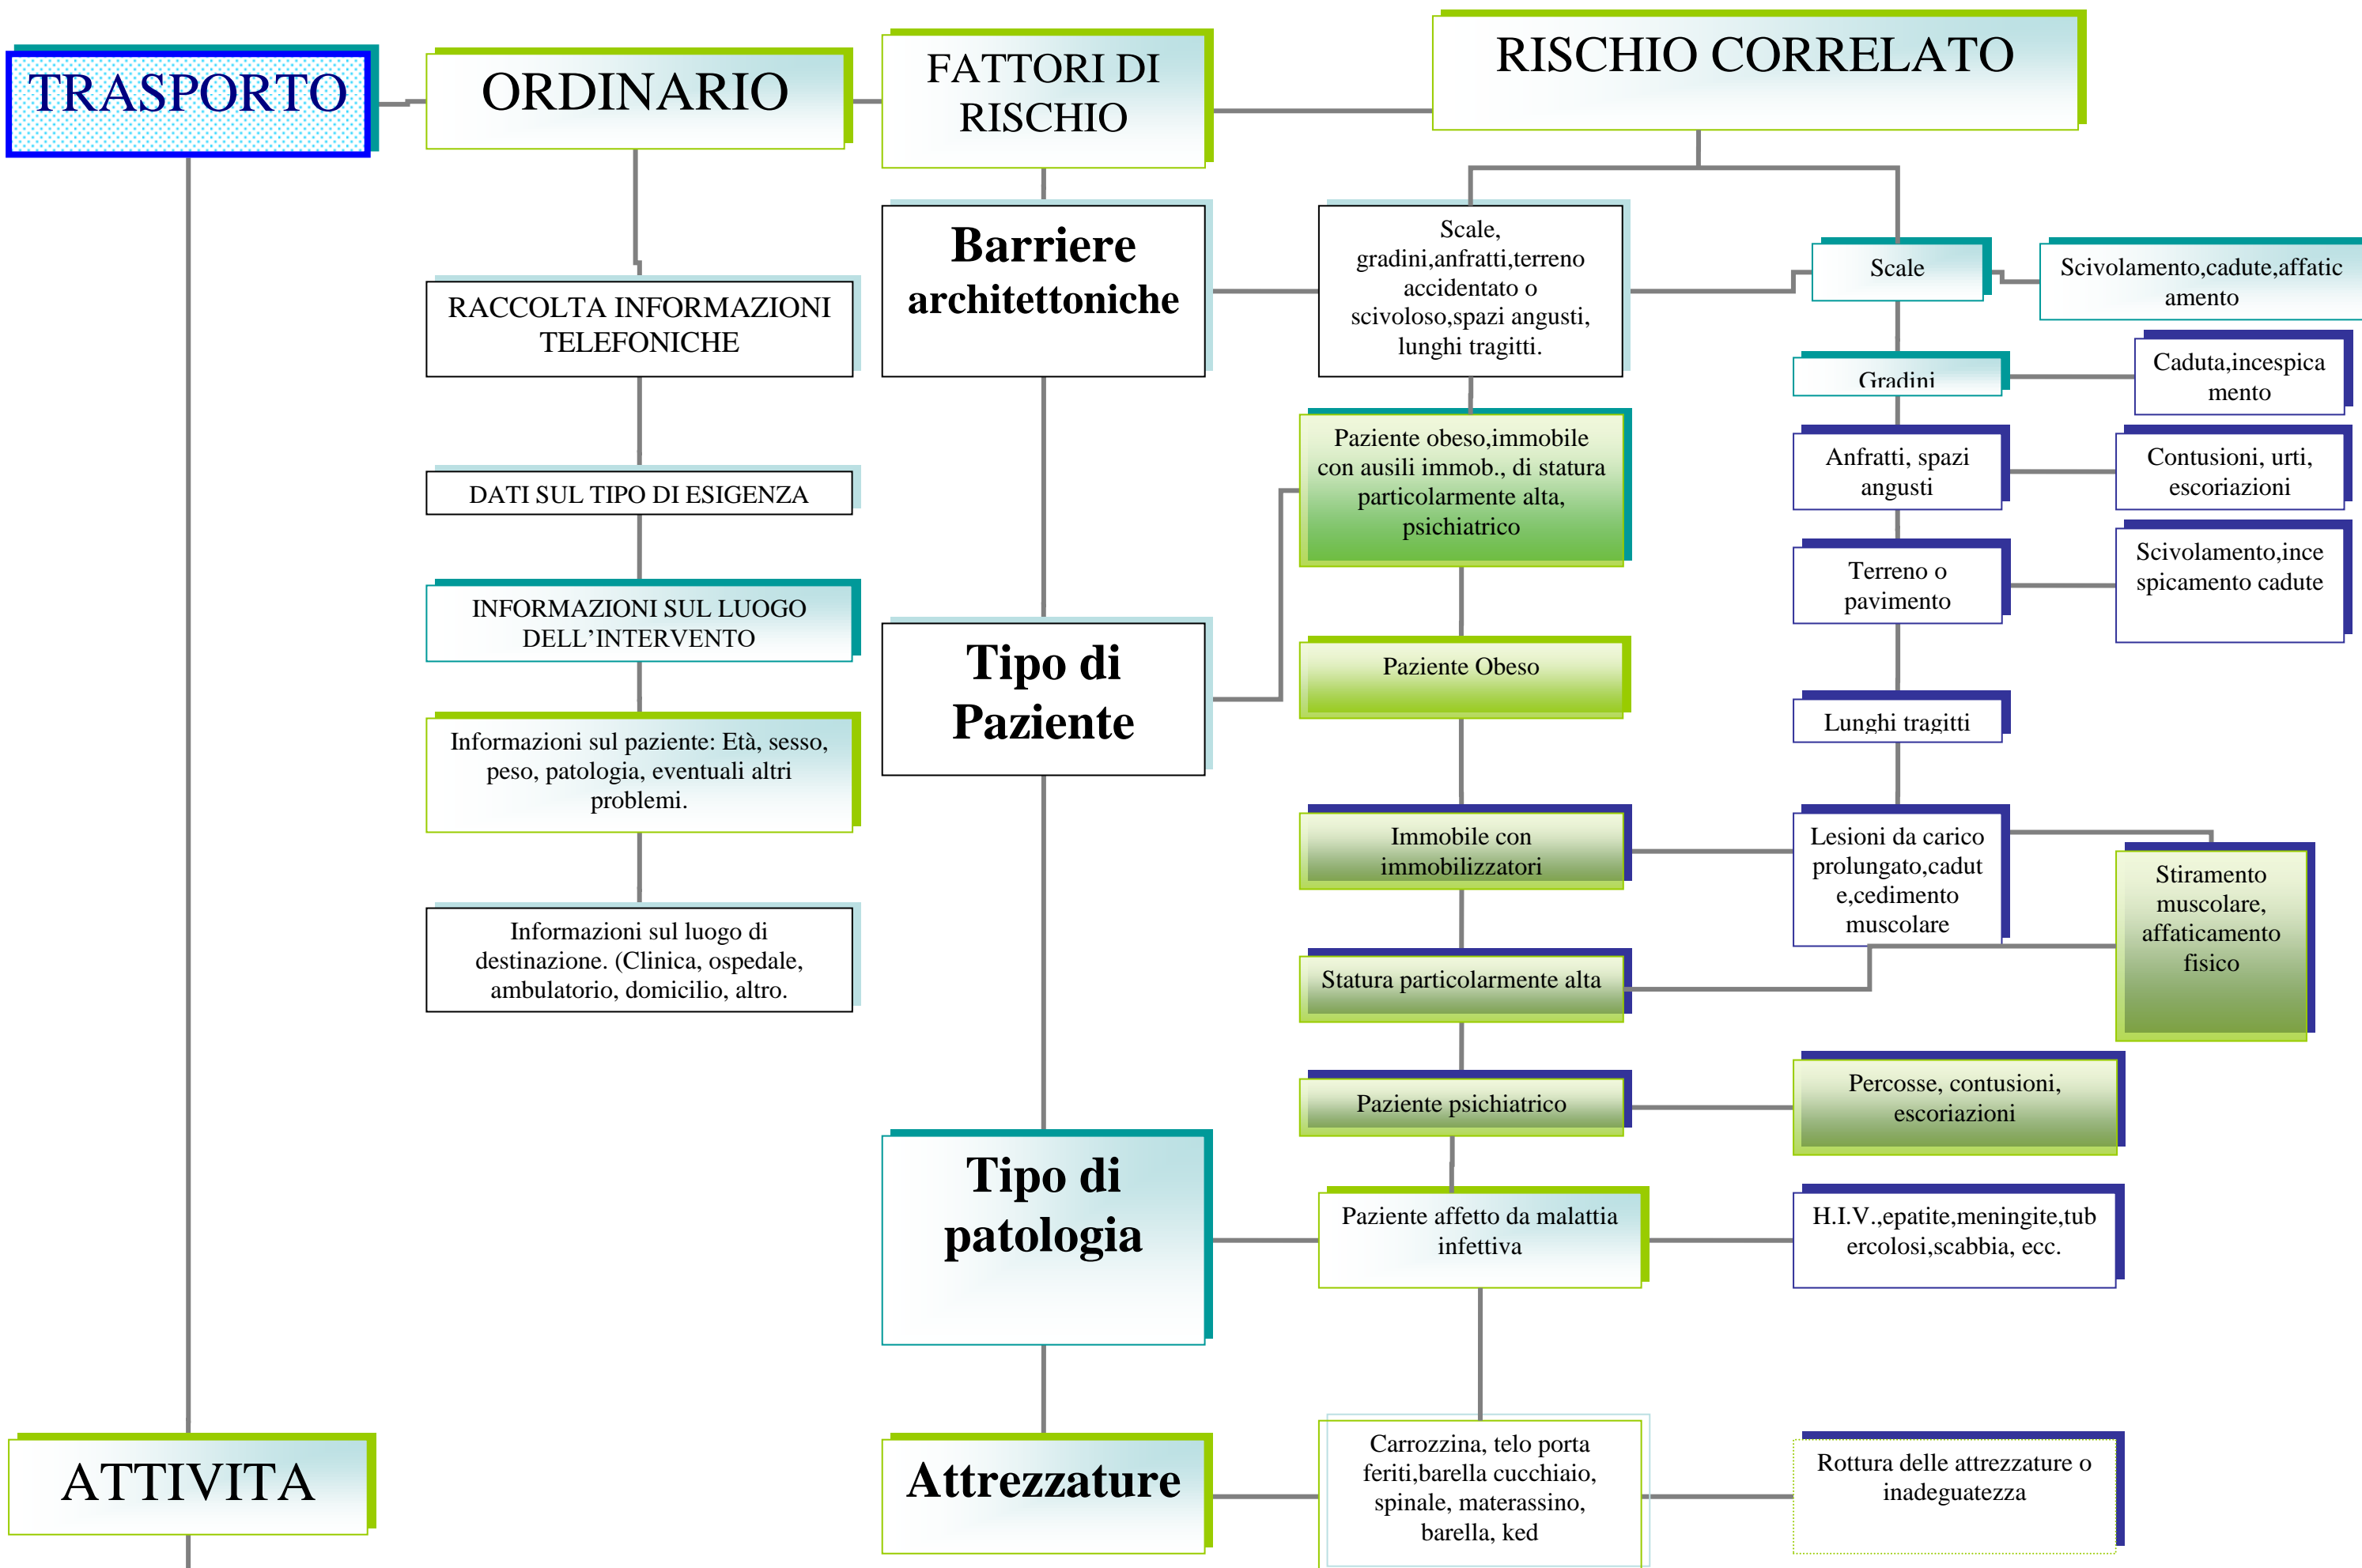 TRASPORTO
ORDINARIO
FATTORI DI
RISCHIO
RISCHIO CORRELATO
RACCOLTA INFORMAZIONI
TELEFONICHE
DATI SUL TIPO DI ESIGENZA
INFORMAZIONI SUL LUOGO
DELL’INTERVENTO
Informazioni sul paziente: Età, sesso,
peso, patologia, eventuali altri
problemi.
Informazioni sul luogo di
destinazione. (Clinica, ospedale,
ambulatorio, domicilio, altro.
Barriere
architettoniche
Scale,
gradini,anfratti,terreno
accidentato o
scivoloso,spazi angusti,
lunghi tragitti.
Scale
Scivolamento,cadute,affatic
amento
Gradini
Caduta,incespica
mento
Anfratti, spazi
angusti
Contusioni, urti,
escoriazioni
Terreno o
pavimento
Scivolamento,ince
spicamento cadute
Lunghi tragitti
Lesioni da carico
prolungato,cadut
e,cedimento
muscolare
Stiramento
muscolare,
affaticamento
fisico
Tipo di
Paziente
Paziente obeso,immobile
con ausili immob., di statura
particolarmente alta,
psichiatrico
Paziente Obeso
Immobile con
immobilizzatori
Statura particolarmente alta
Paziente psichiatrico
Percosse, contusioni,
escoriazioni
Tipo di
patologia
Paziente affetto da malattia
infettiva
H.I.V.,epatite,meningite,tub
ercolosi,scabbia, ecc.
ATTIVITA
Attrezzature
Carrozzina, telo porta
feriti,barella cucchiaio,
spinale, materassino,
barella, ked
Rottura delle attrezzature o
inadeguatezza